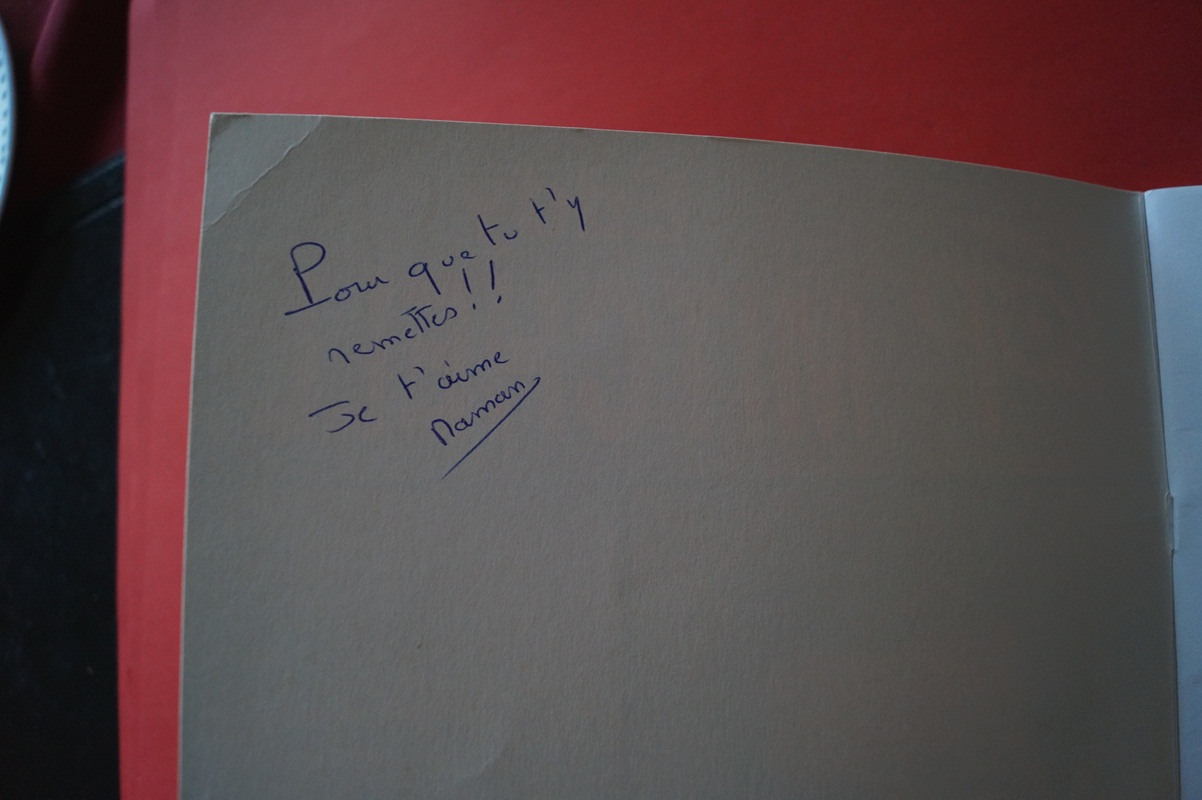 Pour que tu t'y
remettes!!
Je t'aime
Maman